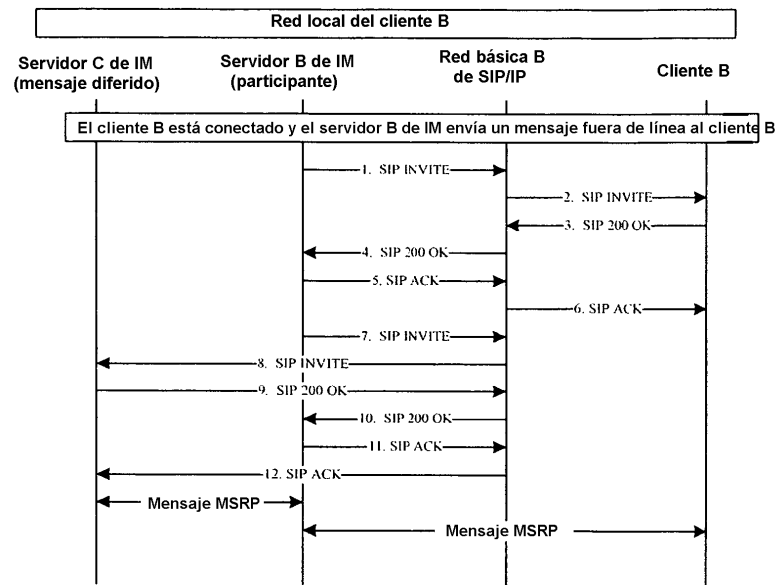 Red local del cliente B
Servidor C de IM
(mensaje diferido)
Servidor B de IM
(participante)
Red básica B
de SIP/IP
Cliente B
El cliente B está conectado y el servidor B de IM envía un mensaje fuera de línea al cliente B
1. SIP INVITE
2. SIP INVITE
3. SIP 200 OK
4. SIP 200 OK
5. SIP ACK
6. SIP ACK
7. SIP INVITE
8. SIP INVITE
9. SIP 200 OK
10. SIP 200 OK
11. SIP ACK
12. SIP ACK
Mensaje MSRP
Mensaje MSRP